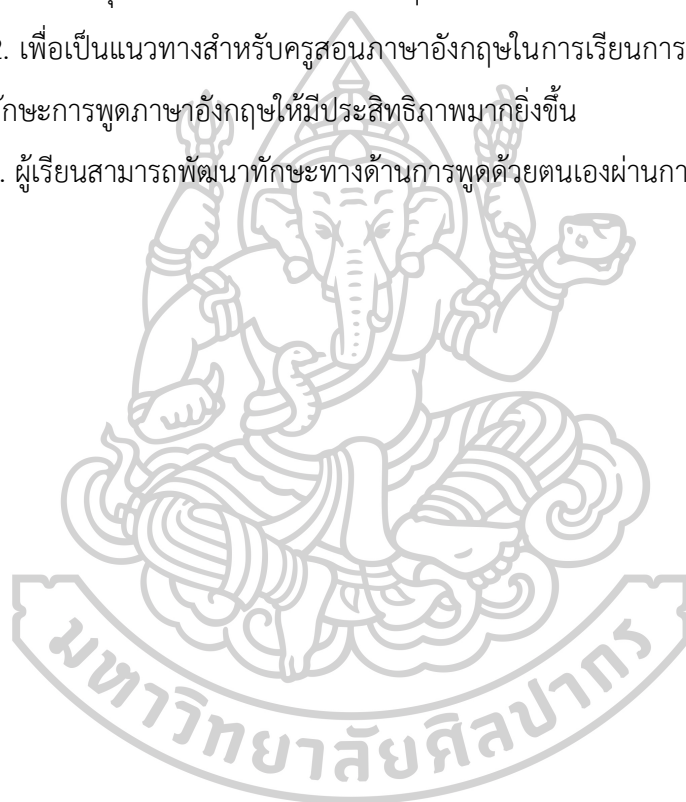 2. เพื่อเป็นแนวทางสำหรับครูสอนภาษาอังกฤษในการเรียนการ
ทักษะการพูดภาษาอังกฤษให้มีประสิทธิภาพมากยิ่งขึ้น
. ผู้เรียนสามารถพัฒนาทักษะทางด้านการพูดด้วยตนเองผ่านกา
มหาวิทยาลัยศิลปากร